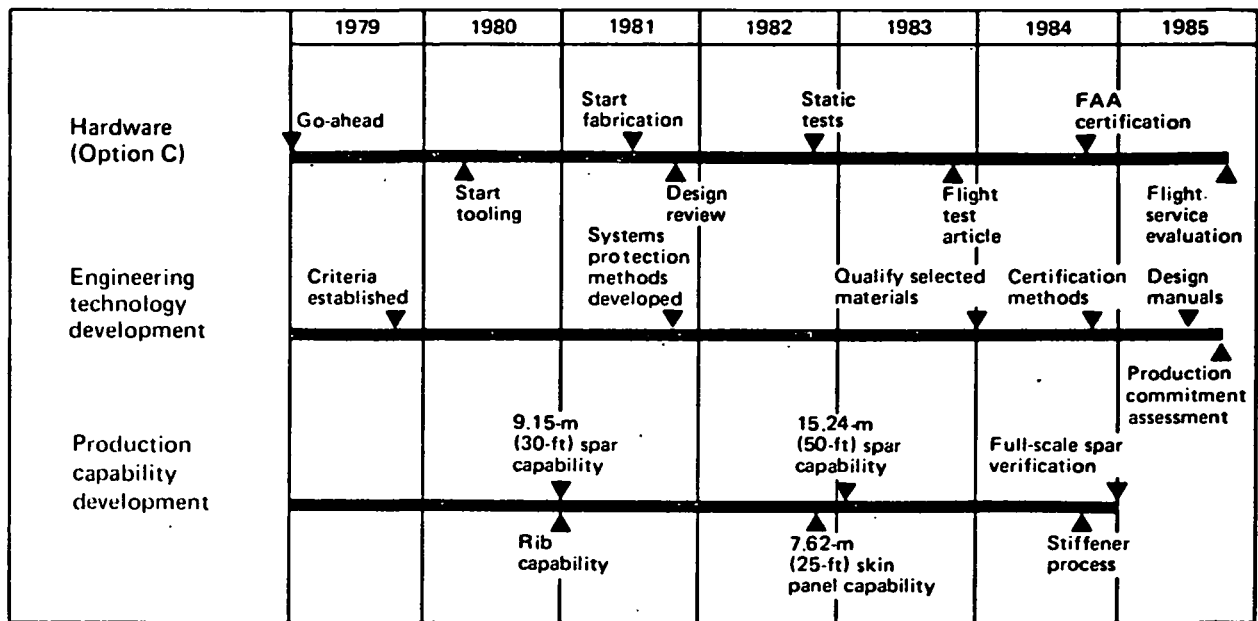 1979 1980 1981 1982 1983 1984 1985
Hardware
(Option C)
Go-ahead
Start
fabrication
Static
tests
FAA
certification
Start
tooling
Design
review
Flight
test
article
Flight-
service
evaluation
Engineering
technology
development
Criteria
established
Systems
protection
methods
developed
Qualify selected
materials
Certification
methods
Design
manuals
Production
commitment
assessment
Production
capability
development
9.15-m
(30-ft) spar
capability
15.24-m
(50-ft) spar
capability
Full-scale spar
verification
Rib
capability
7.62-m
(25-ft) skin
panel capability
Stiffener
process